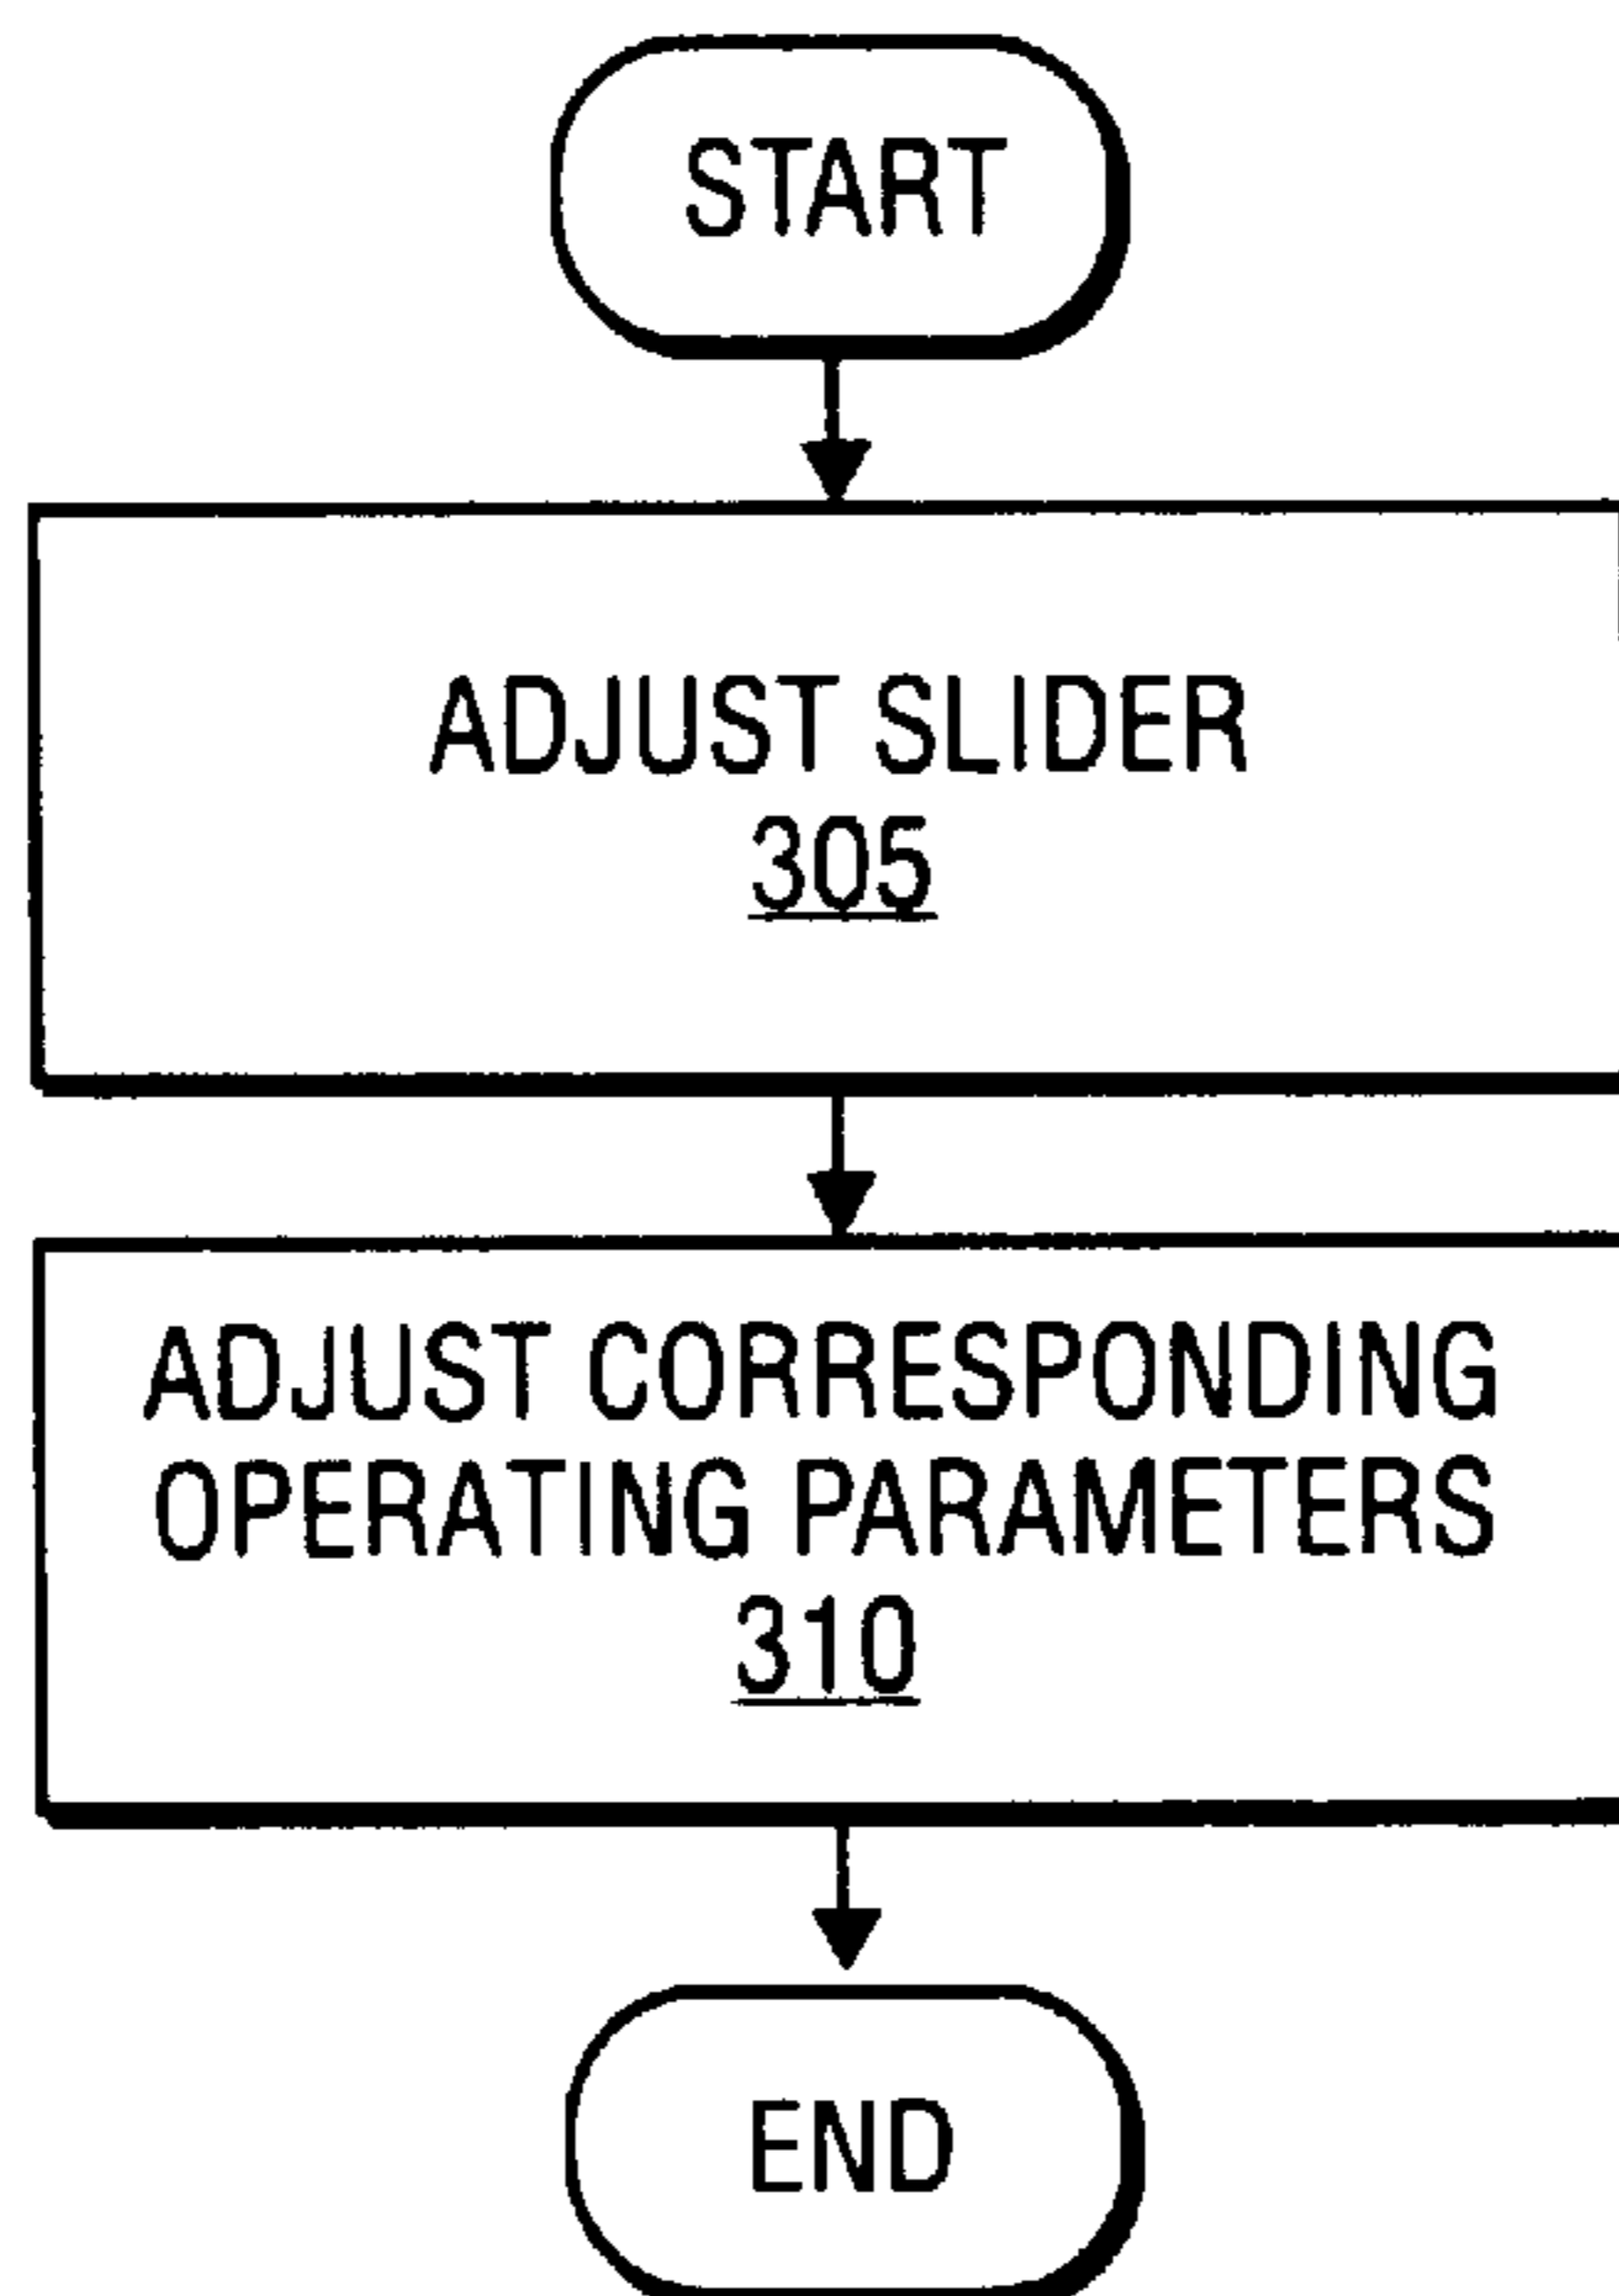 START
ADJUST SLIDER
305
ADJUST CORRESPONDING
OPERATING PARAMETERS
310
END